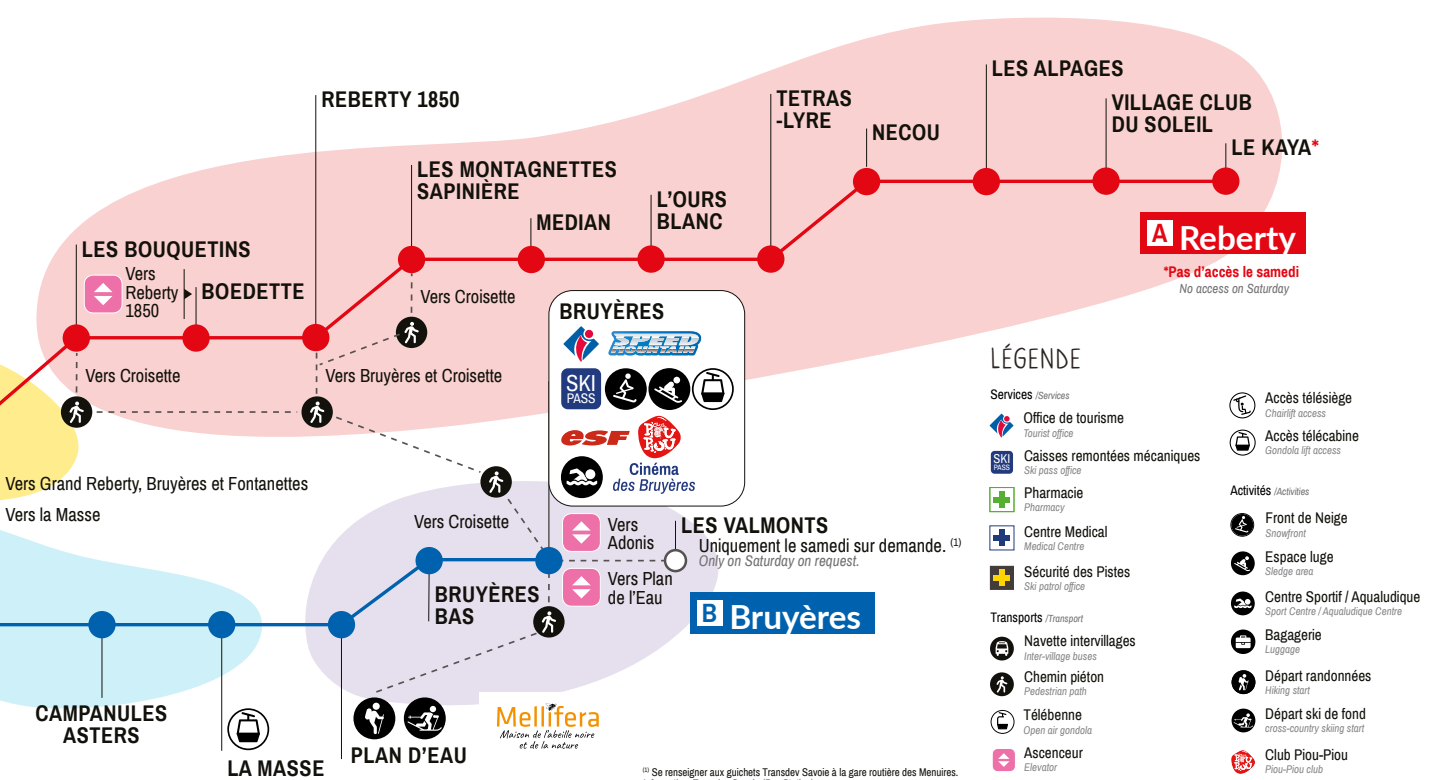 REBERTY 1850
LES MONTAGNETTES
SAPINIÈRE
MEDIAN
L'OURS
BLANC
TETRAS
-LYRE
NECOU
LES ALPAGES
VILLAGE CLUB
DU SOLEIL
LE KAYA*
A Reberty
*Pas d'accès le samedi
No access on Saturday
LES BOUQUETINS
Vers
Reberty
1850
BOEDETTE
Vers Croisette
Vers Croisette
Vers Bruyères et Croisette
BRUYÈRES
SPEED
MOUNTAIN
SKI
PASS
esf
PIOU
PIOU
Cinéma
des Bruyères
Vers Grand Reberty, Bruyères et Fontanettes
Vers la Masse
Vers Croisette
Vers
Adonis
Vers Plan
de l'Eau
LES VALMONTS
Uniquement le samedi sur demande. (1)
Only on Saturday on request.
BRUYÈRES
BAS
B Bruyères
CAMPANULES
ASTERS
LA MASSE
PLAN D'EAU
Mellifera
Maison de l'abeille noire
et de la nature
LÉGENDE
Services /Services
Office de tourisme
Tourist office
SKI
PASS
Caisses remontées mécaniques
Ski pass office
Pharmacie
Pharmacy
Centre Medical
Medical Centre
Sécurité des Pistes
Ski patrol office
Transports /Transport
Navette intervillages
Inter-village buses
Chemin piéton
Pedestrian path
Télébenne
Open air gondola
Ascenceur
Elevator
Accès télésiège
Chairlift access
Accès télécabine
Gondola lift access
Activités /Activities
Front de Neige
Snowfront
Espace luge
Sledge area
Centre Sportif / Aqualudique
Sport Centre / Aqualudique Centre
Bagagerie
Luggage
Départ randonnées
Hiking start
Départ ski de fond
cross-country skiing start
Club Piou-Piou
Piou-Piou club
(1) Se renseigner aux guichets Transdev Savoie à la gare routière des Menuires.